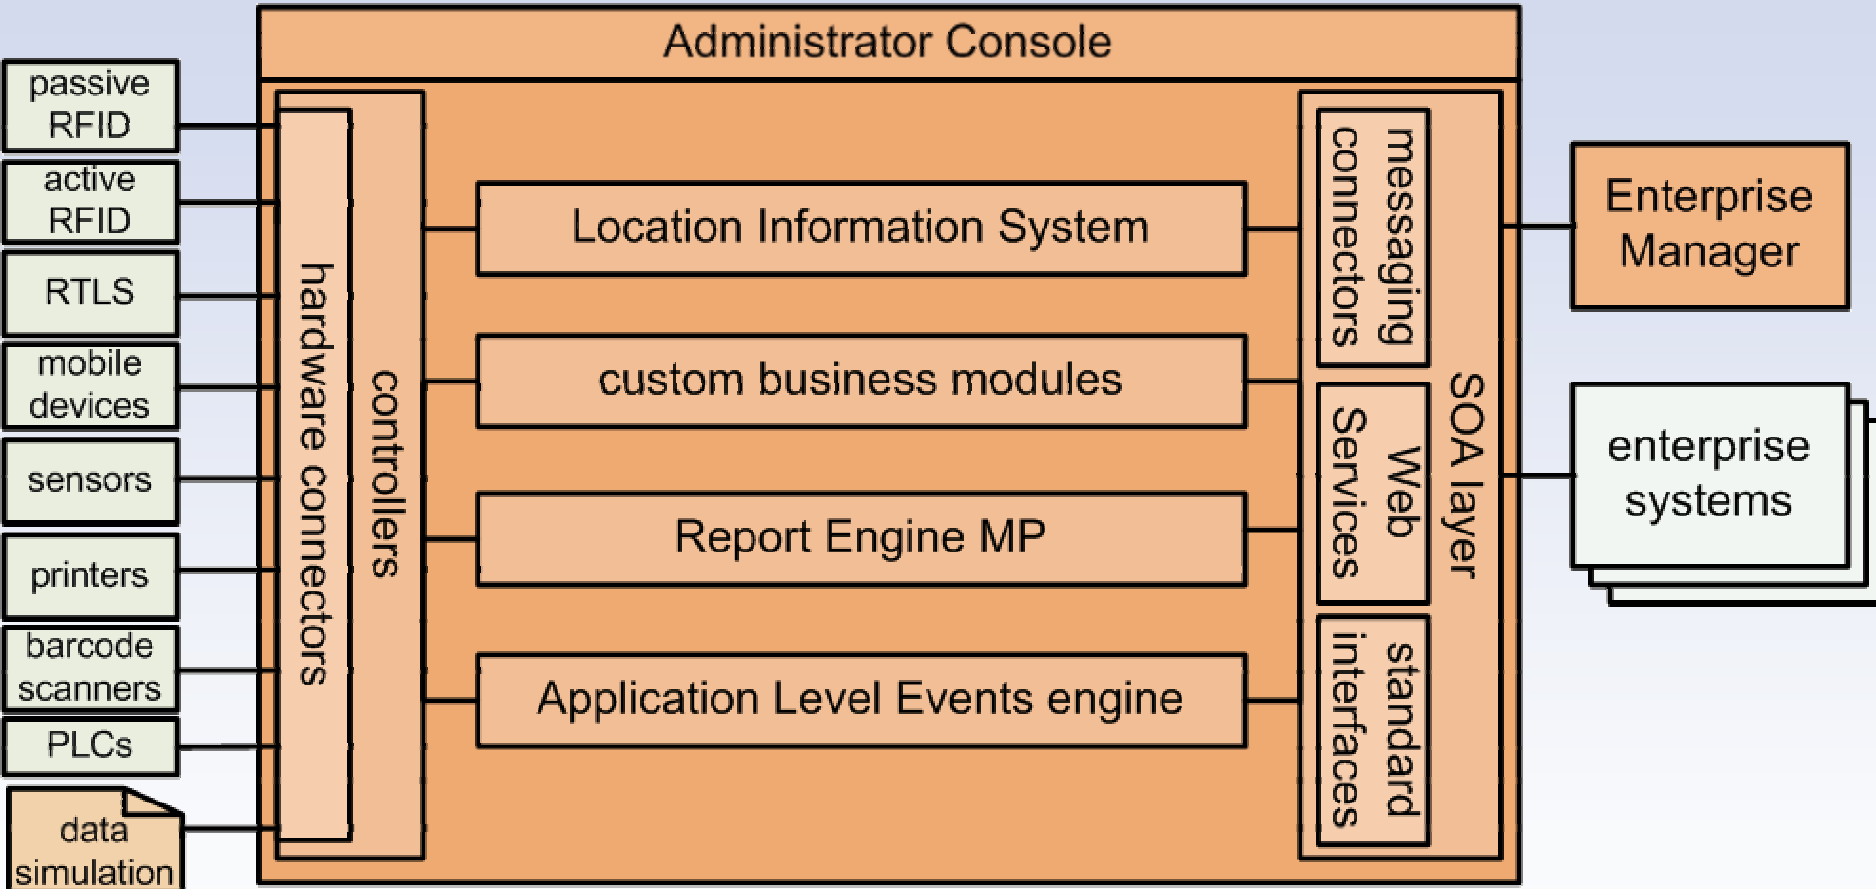 Administrator Console
passive
RFID
active
RFID
RTLS
mobile
devices
sensors
printers
barcode
scanners
PLCs
data
simulation
hardware connectors
controllers
Location Information System
custom business modules
Report Engine MP
Application Level Events engine
messaging
connectors
Web
Services
standard
interfaces
SOA layer
Enterprise
Manager
enterprise
systems